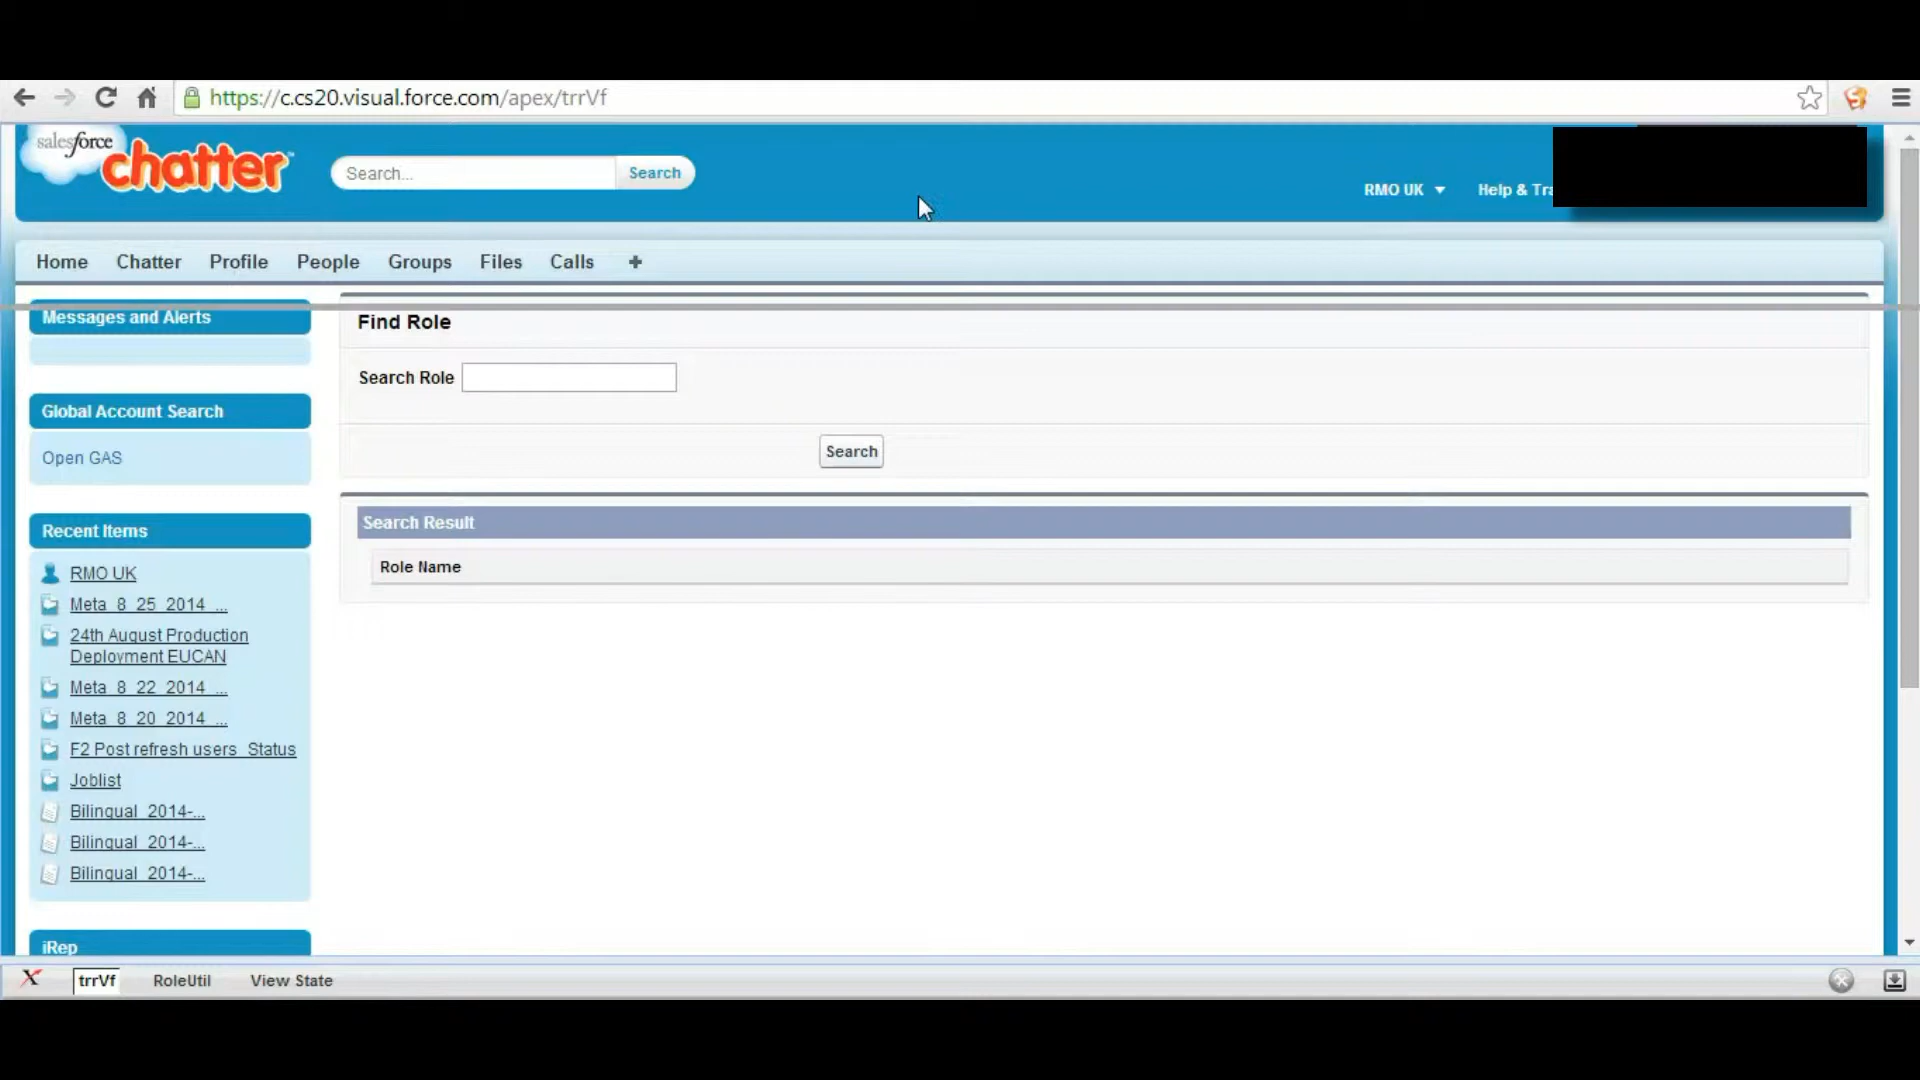 https://c.cs20.visual.force.com/apex/trrVf
salesforce
chatter
Search...
Search
RMO UK
Help & Tra
Home
Chatter
Profile
People
Groups
Files
Calls
+
Messages and Alerts
Find Role
Search Role
Global Account Search
Open GAS
Search
Search Result
Role Name
Recent Items
RMO UK
Meta_8_25_2014_...
24th August Production
Deployment EUCAN
Meta_8_22_2014_...
Meta_8_20_2014_...
F2 Post refresh users_Status
Joblist
Bilingual_2014-...
Bilingual_2014-...
Bilingual_2014-...
iRep
trrVf
RoleUtil
View State